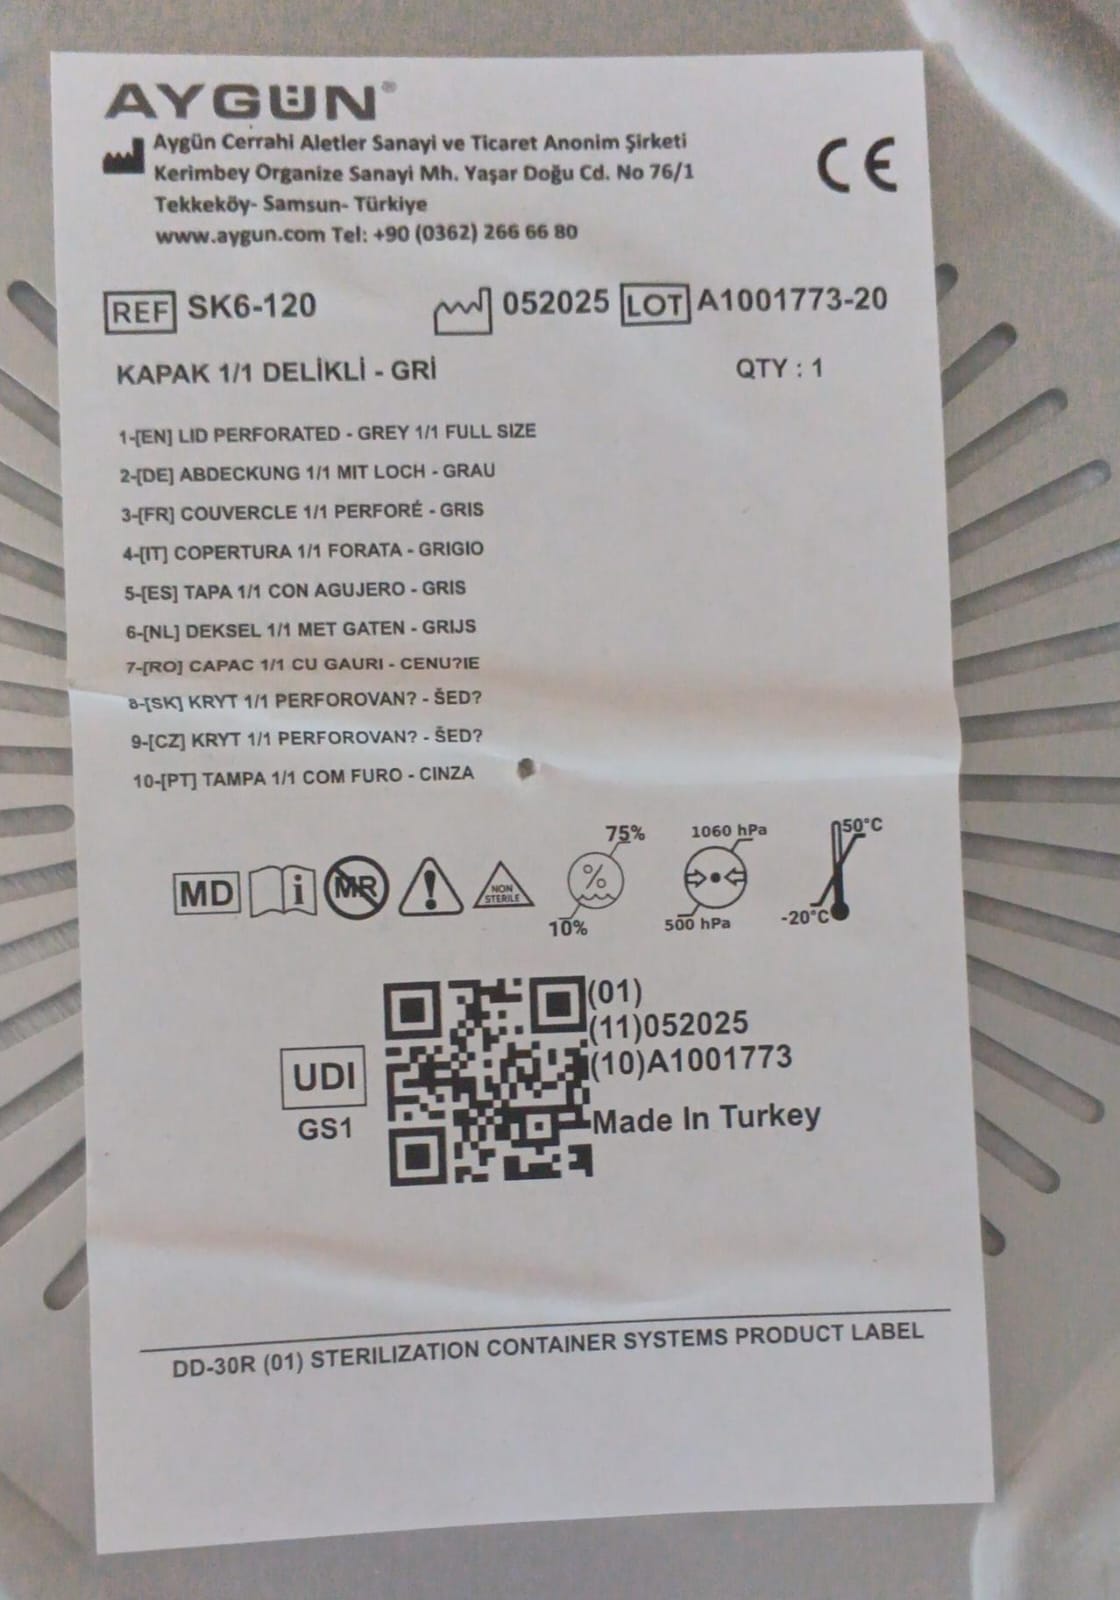 AYGÜN®
Aygün Cerrahi Aletler Sanayi ve Ticaret Anonim Şirketi
Kerimbey Organize Sanayi Mh. Yaşar Doğu Cd. No 76/1
Tekkeköy- Samsun- Türkiye
www.aygun.com Tel: +90 (0362) 266 66 80
CE
REF SK6-120 052025 LOT A1001773-20
KAPAK 1/1 DELİKLİ - GRİ QTY : 1
1-[EN] LID PERFORATED - GREY 1/1 FULL SIZE
2-[DE] ABDECKUNG 1/1 MIT LOCH - GRAU
3-[FR] COUVERCLE 1/1 PERFORÉ - GRIS
4-[IT] COPERTURA 1/1 FORATA - GRIGIO
5-[ES] TAPA 1/1 CON AGUJERO - GRIS
6-[NL] DEKSEL 1/1 MET GATEN - GRIJS
7-[RO] CAPAC 1/1 CU GAURI - CENU?IE
8-[SK] KRYT 1/1 PERFOROVAN? - ŠED?
9-[CZ] KRYT 1/1 PERFOROVAN? - ŠED?
10-[PT] TAMPA 1/1 COM FURO - CINZA
75% 1060 hPa 50°C
MD i MR ! NON STERILE %
10% 500 hPa -20°C
(01)
(11)052025
(10)A1001773
UDI
GS1
Made In Turkey
DD-30R (01) STERILIZATION CONTAINER SYSTEMS PRODUCT LABEL